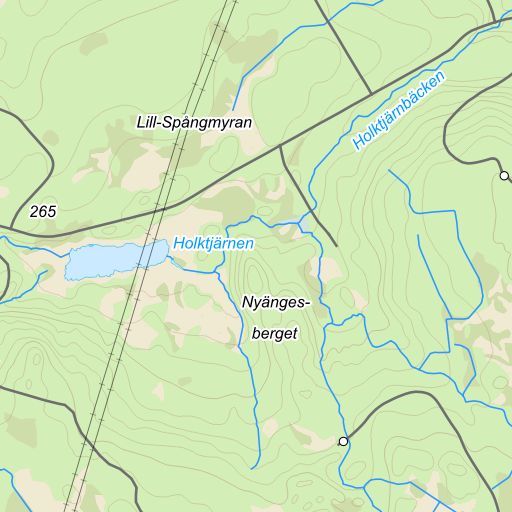 Holktjärnbäcken
Lill-Spångmyran
265
Holktjärnen
Nyänges-
berget